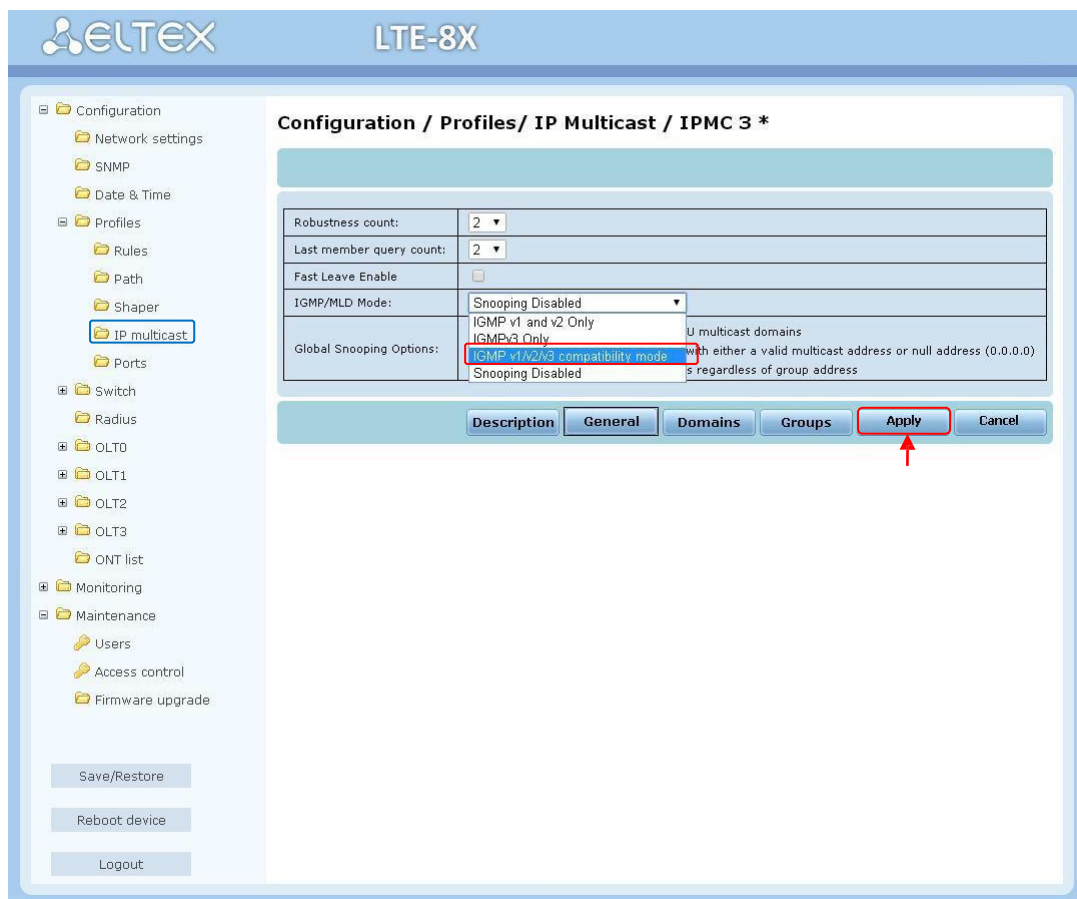 ELTEX
LTE-8X
Configuration
Network settings
SNMP
Date & Time
Profiles
Rules
Path
Shaper
IP multicast
Ports
Switch
Radius
OLT0
OLT1
OLT2
OLT3
ONT list
Monitoring
Maintenance
Users
Access control
Firmware upgrade
Save/Restore
Reboot device
Logout
Configuration / Profiles/ IP Multicast / IPMC 3 *
Robustness count: 2
Last member query count: 2
Fast Leave Enable
IGMP/MLD Mode: Snooping Disabled
IGMP v1 and v2 Only
IGMPv3 Only
IGMP v1/v2/v3 compatibility mode
Snooping Disabled
Global Snooping Options:
U multicast domains
with either a valid multicast address or null address (0.0.0.0)
s regardless of group address
Description General Domains Groups Apply Cancel